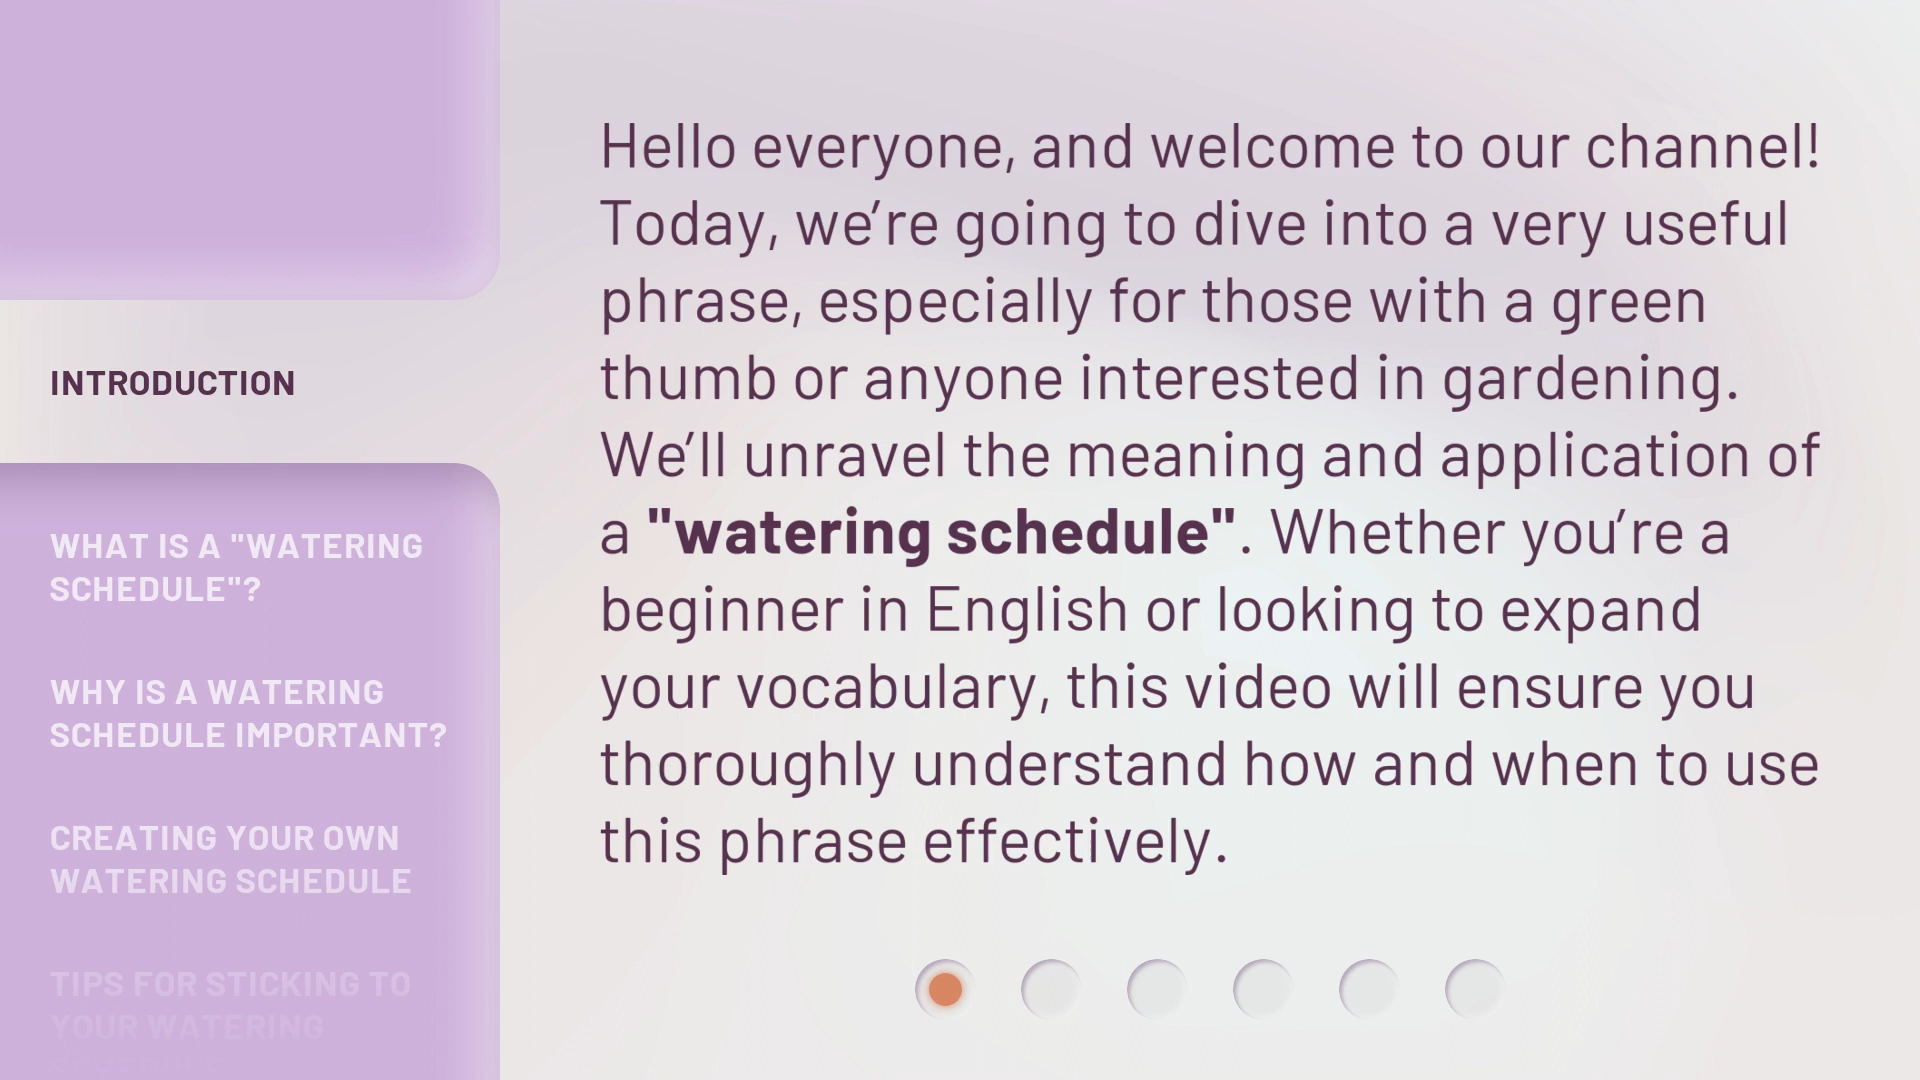 INTRODUCTION
WHAT IS A "WATERING
SCHEDULE"?
WHY IS A WATERING
SCHEDULE IMPORTANT?
CREATING YOUR OWN
WATERING SCHEDULE
TIPS FOR STICKING TO
YOUR WATERING
Hello everyone, and welcome to our channel!
Today, we’re going to dive into a very useful
phrase, especially for those with a green
thumb or anyone interested in gardening.
We’ll unravel the meaning and application of
a "watering schedule". Whether you’re a
beginner in English or looking to expand
your vocabulary, this video will ensure you
thoroughly understand how and when to use
this phrase effectively.